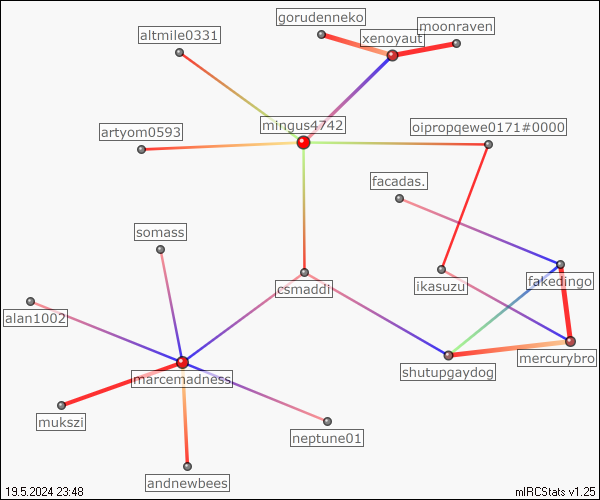 gorudenneko
moonraven
altmile0331
xenoyaut
mingus4742
artyom0593
oipropqewe0171#0000
facadas.
somass
fakedingo
csmaddi
ikasuzu
alan1002
mercurybro
shutupgaydog
marcemadness
mukszi
neptune01
andnewbees
19.5.2024 23:48
mIRCStats v1.25